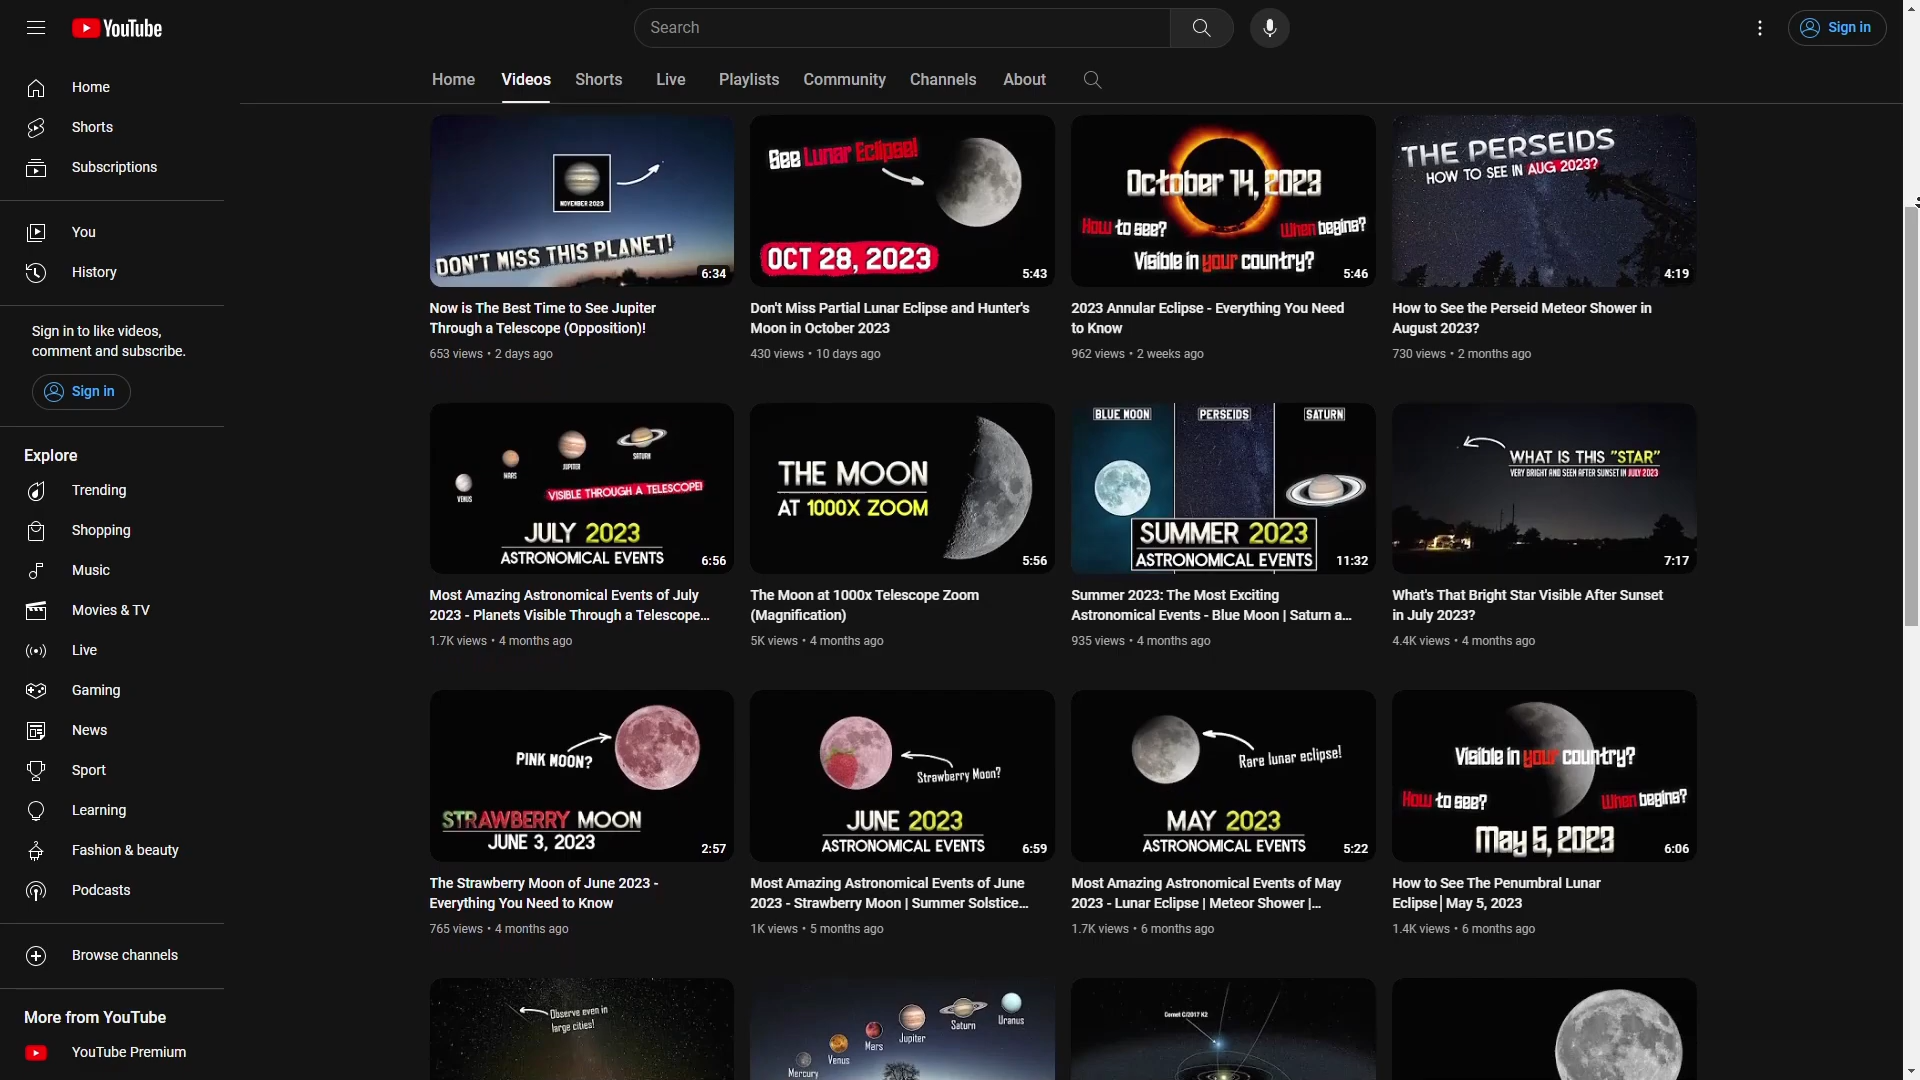 YouTube
Search
Sign in
Home
Videos
Shorts
Live
Playlists
Community
Channels
About
Home
Shorts
Subscriptions
You
History
Sign in to like videos,
comment and subscribe.
Sign in
Explore
Trending
Shopping
Music
Movies & TV
Live
Gaming
News
Sport
Learning
Fashion & beauty
Podcasts
Browse channels
More from YouTube
YouTube Premium
NOVEMBER 2023
DON'T MISS THIS PLANET!
6:34
Now is The Best Time to See Jupiter
Through a Telescope (Opposition)!
653 views • 2 days ago
See Lunar Eclipse!
OCT 28, 2023
5:43
Don't Miss Partial Lunar Eclipse and Hunter's
Moon in October 2023
430 views • 10 days ago
October 14, 2023
How to see?
When begins?
Visible in your country?
5:46
2023 Annular Eclipse - Everything You Need
to Know
962 views • 2 weeks ago
THE PERSEIDS
HOW TO SEE IN AUG 2023?
4:19
How to See the Perseid Meteor Shower in
August 2023?
730 views • 2 months ago
VENUS
MARS
JUPITER
SATURN
VISIBLE THROUGH A TELESCOPE!
JULY 2023
ASTRONOMICAL EVENTS
6:56
Most Amazing Astronomical Events of July
2023 - Planets Visible Through a Telescope...
1.7K views • 4 months ago
THE MOON
AT 1000X ZOOM
5:56
The Moon at 1000x Telescope Zoom
(Magnification)
5K views • 4 months ago
BLUE MOON
PERSEIDS
SATURN
SUMMER 2023
ASTRONOMICAL EVENTS
11:32
Summer 2023: The Most Exciting
Astronomical Events - Blue Moon | Saturn a...
935 views • 4 months ago
WHAT IS THIS "STAR"
VERY BRIGHT AND SEEN AFTER SUNSET IN JULY 2023
7:17
What's That Bright Star Visible After Sunset
in July 2023?
4.4K views • 4 months ago
PINK MOON?
STRAWBERRY MOON
JUNE 3, 2023
2:57
The Strawberry Moon of June 2023 -
Everything You Need to Know
765 views • 4 months ago
Strawberry Moon?
JUNE 2023
ASTRONOMICAL EVENTS
6:59
Most Amazing Astronomical Events of June
2023 - Strawberry Moon | Summer Solstice...
1K views • 5 months ago
Rare lunar eclipse!
MAY 2023
ASTRONOMICAL EVENTS
5:22
Most Amazing Astronomical Events of May
2023 - Lunar Eclipse | Meteor Shower |...
1.7K views • 6 months ago
Visible in your country?
How to see?
When begins?
May 5, 2023
6:06
How to See The Penumbral Lunar
Eclipse│May 5, 2023
1.4K views • 6 months ago
Observe even in
large cities!
Mercury
Venus
Mars
Jupiter
Saturn
Uranus
Comet C/2017 K2